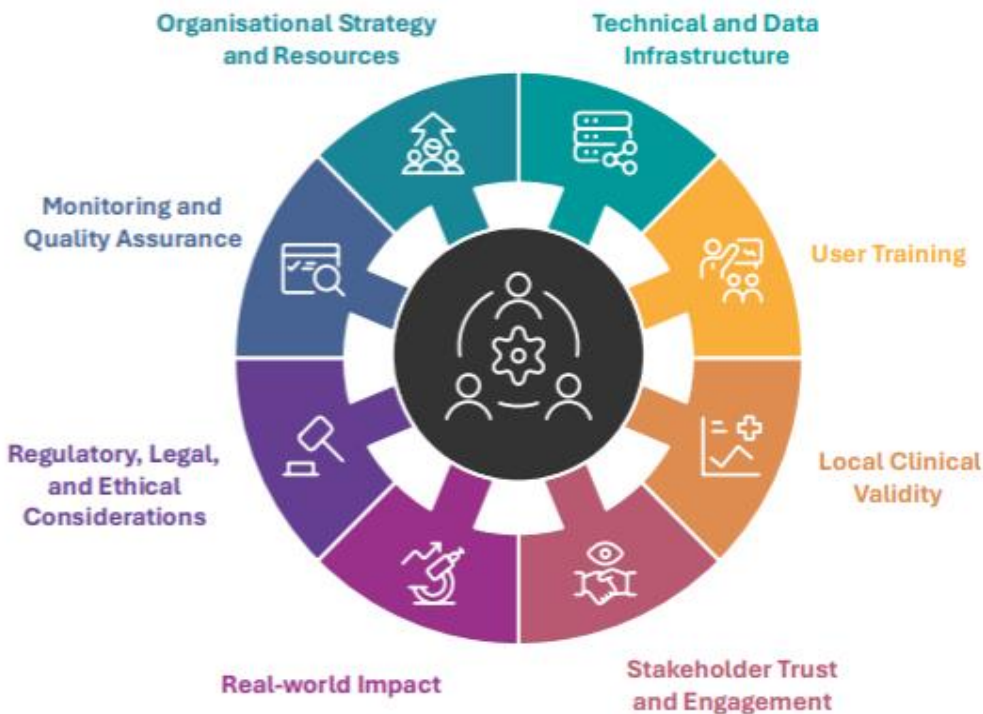 Organisational Strategy
and Resources
Technical and Data
Infrastructure
Monitoring and
Quality Assurance
User Training
Regulatory, Legal,
and Ethical
Considerations
Local Clinical
Validity
Real-world Impact
Stakeholder Trust
and Engagement